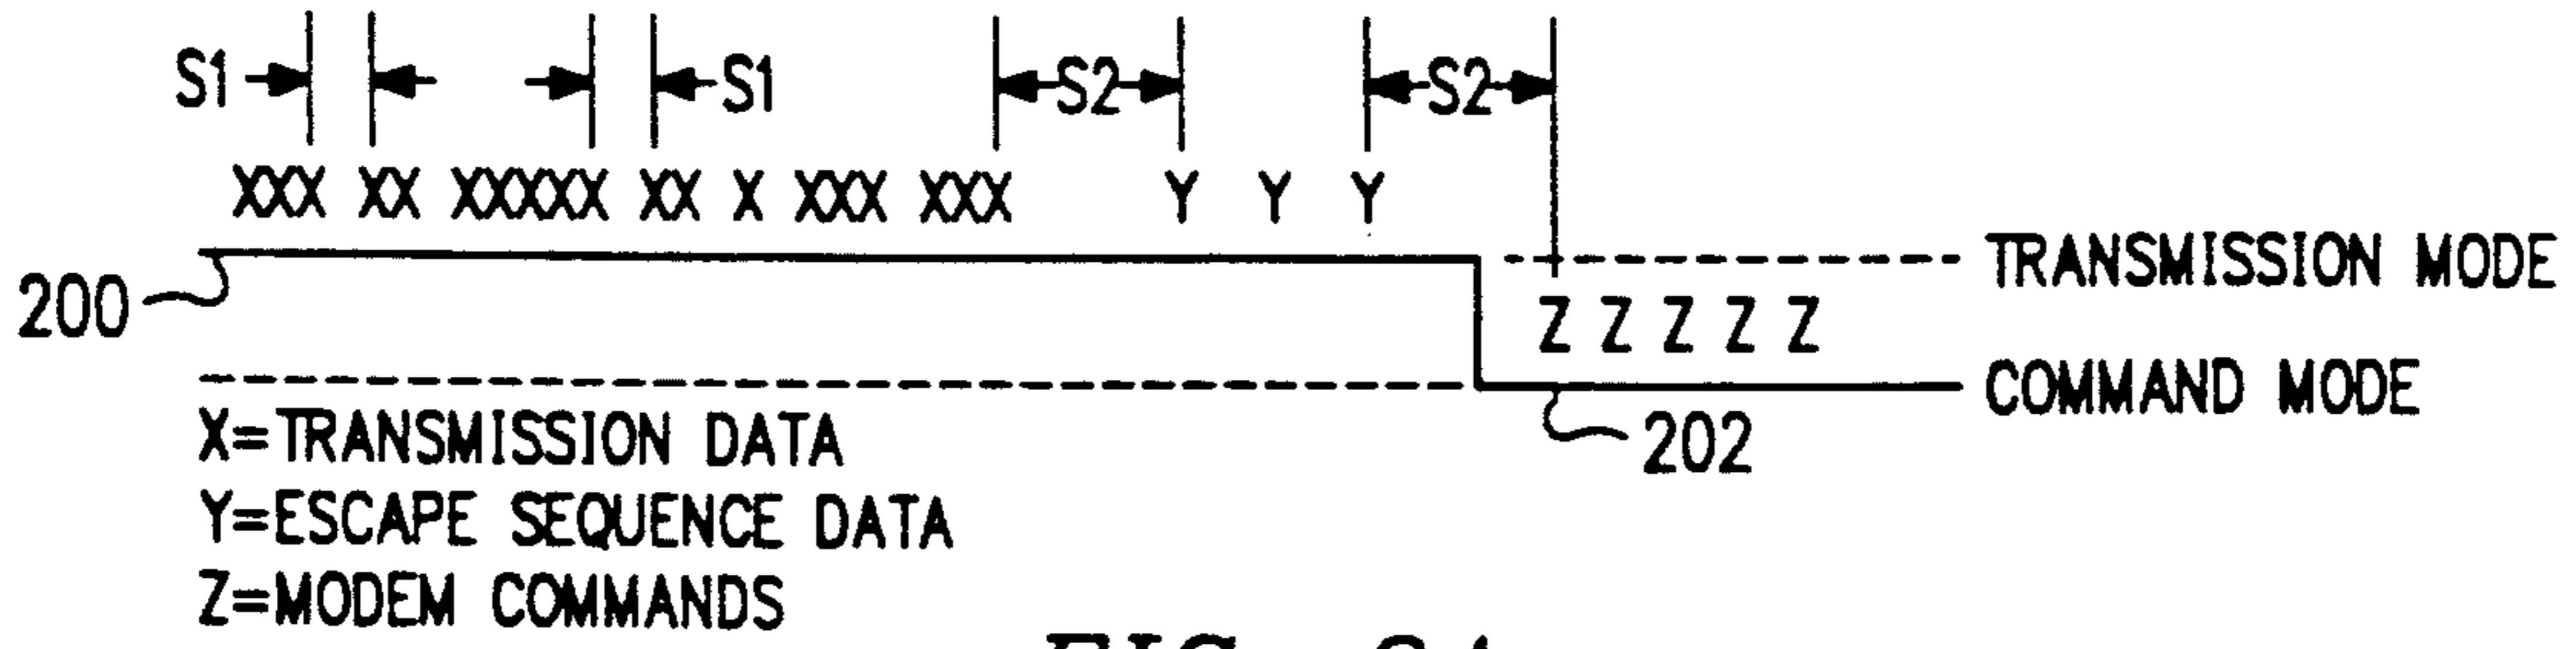 S1 S1 S2 S2
XXX XX XXXXX XX X XXX XXX Y Y Y
TRANSMISSION MODE
200
Z Z Z Z Z
COMMAND MODE
X=TRANSMISSION DATA
202
Y=ESCAPE SEQUENCE DATA
Z=MODEM COMMANDS